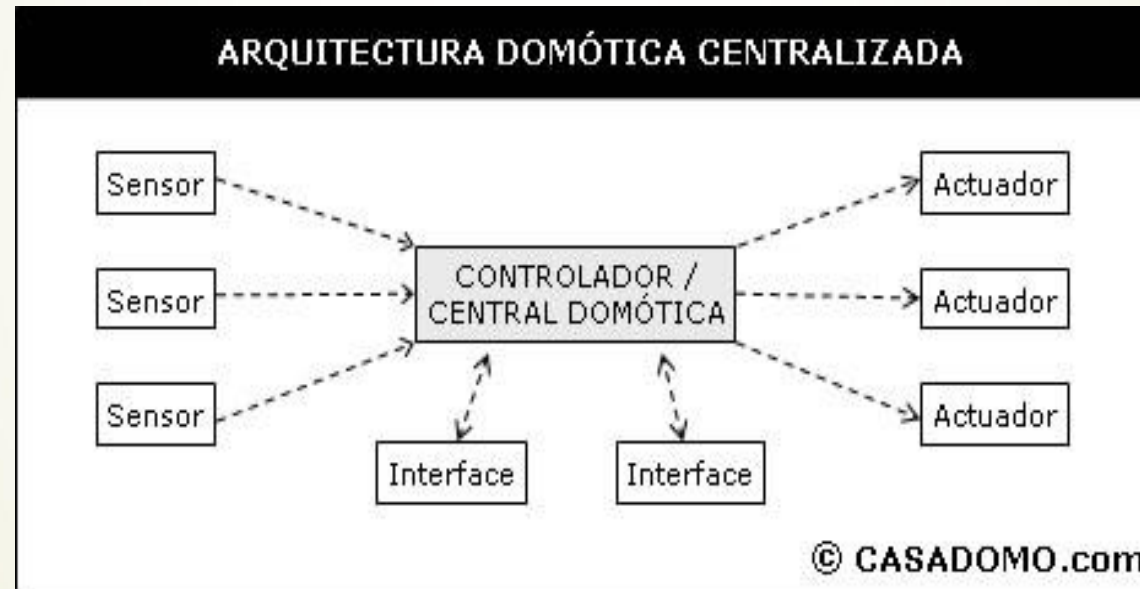 ARQUITECTURA DOMÓTICA CENTRALIZADA
Sensor
Actuador
CONTROLADOR /
CENTRAL DOMÓTICA
Sensor
Actuador
Sensor
Actuador
Interface
Interface
© CASADOMO.com